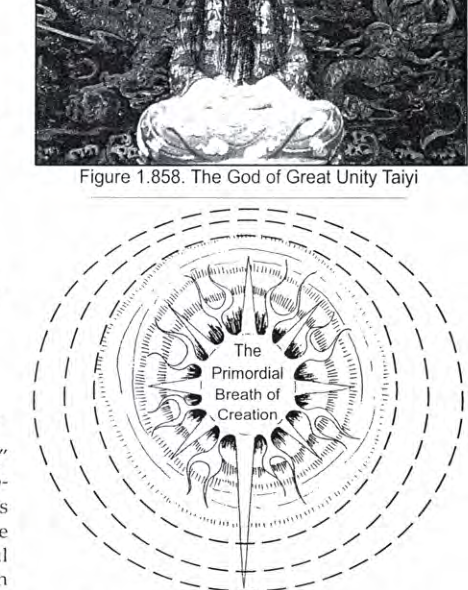 Figure 1.858. The God of Great Unity Taiyi
The
Primordial
Breath of
Creation